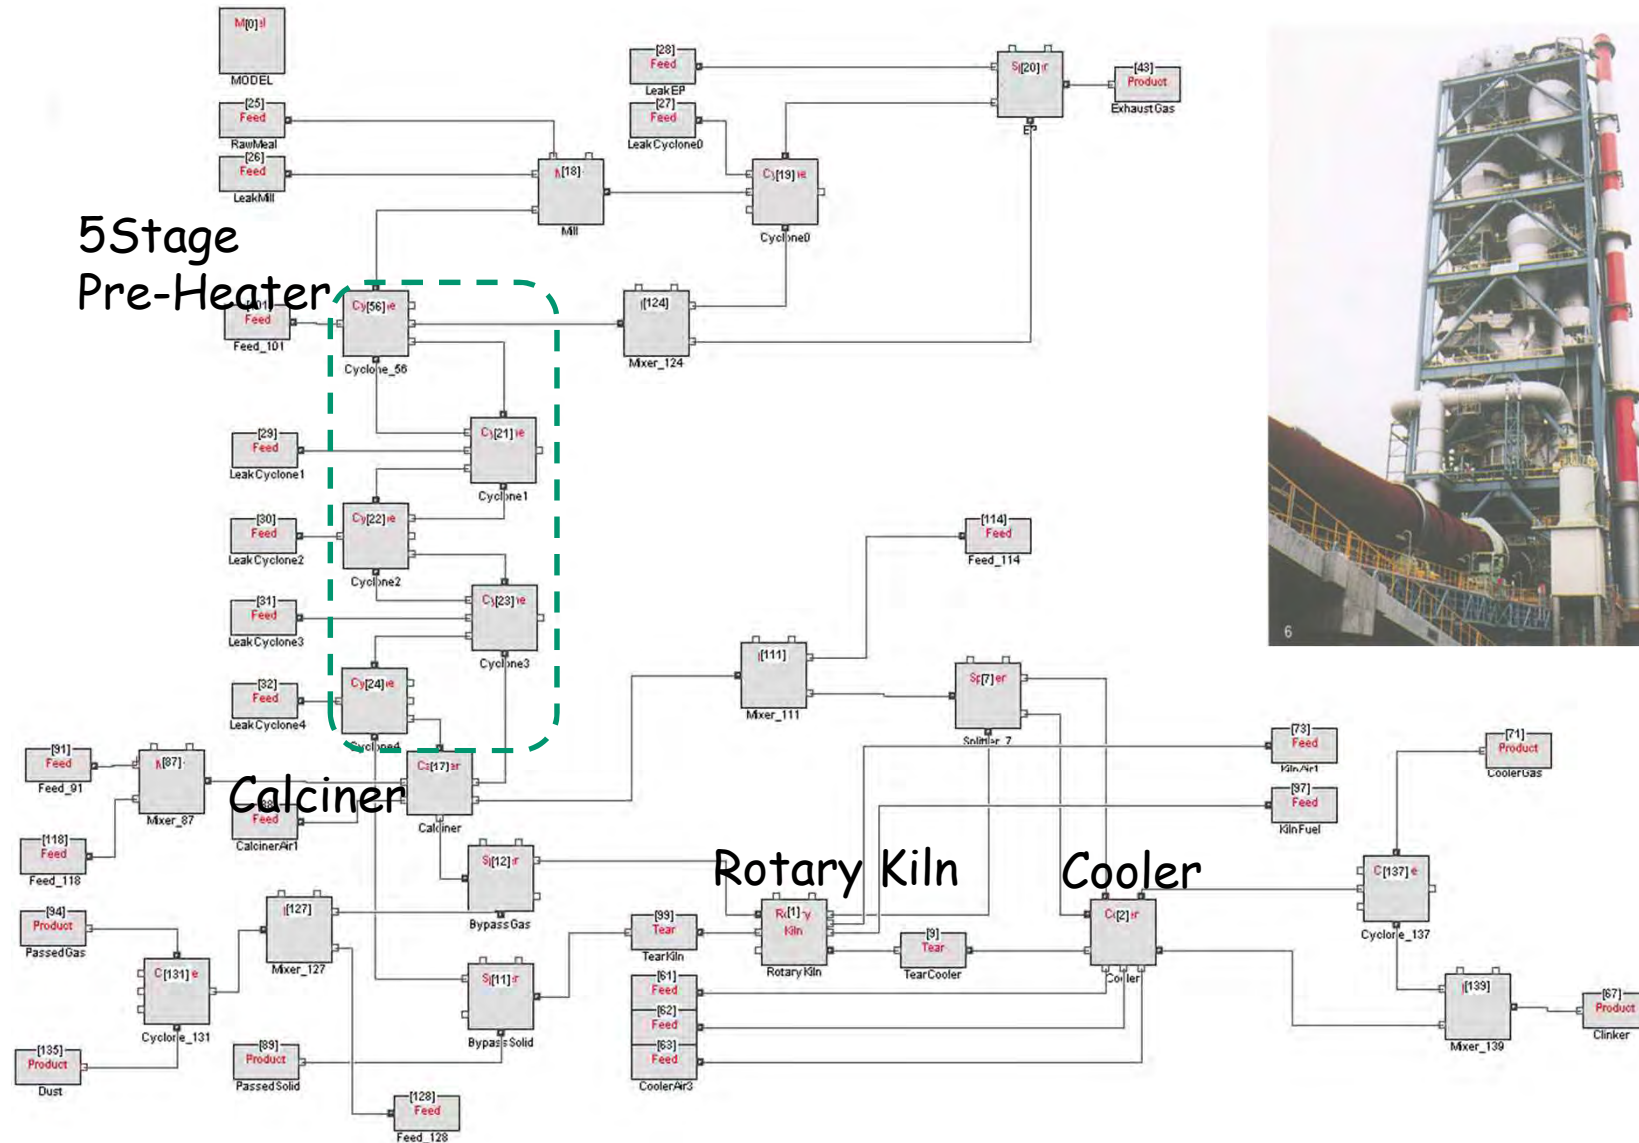 [0]
MODEL
[25]
Feed
RawMeal
[26]
Feed
LeakMill
[28]
Feed
LeakEP
[27]
Feed
LeakCyclone0
[20]
EP
[43]
Product
ExhaustGas
[18]
Mill
[19]
Cyclone0
5Stage
Pre-Heater
Feed
Feed_101
[56]
Cyclone_56
[124]
Mixer_124
[29]
Feed
LeakCyclone1
[21]
Cyclone1
[30]
Feed
LeakCyclone2
[22]
Cyclone2
[31]
Feed
LeakCyclone3
[23]
Cyclone3
[32]
Feed
LeakCyclone4
[24]
Cyclone4
[114]
Feed
Feed_114
6
[111]
Mixer_111
[7]
Splitter_7
[91]
Feed
Feed_91
[87]
Mixer_87
Calciner
[17]
Calciner
Feed
CalcinerAir1
[118]
Feed
Feed_118
[73]
Feed
KilnAir1
[97]
Feed
KilnFuel
[71]
Product
CoolerGas
[12]
BypassGas
Rotary Kiln
Cooler
[137]
Cyclone_137
[94]
Product
PassedGas
[127]
Mixer_127
[99]
Tear
TearKiln
[1]
Kiln
RotaryKiln
[9]
Tear
TearCooler
[2]
Cooler
[131]
Cyclone_131
[11]
BypassSolid
[61]
Feed
[62]
Feed
[63]
Feed
CoolerAir3
[139]
Mixer_139
[67]
Product
Clinker
[135]
Product
Dust
[89]
Product
PassedSolid
[128]
Feed
Feed_128